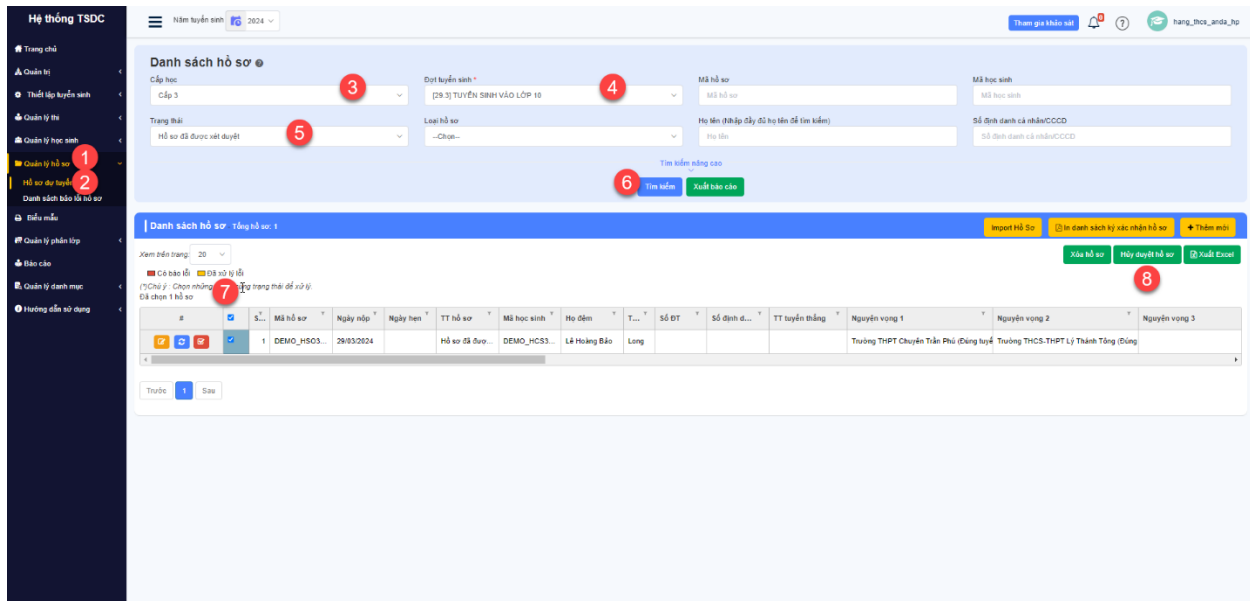 Hệ thống TSDC
Năm tuyển sinh 2024
Tham gia khảo sát
0
?
hang_thcs_anda_hp
Trang chủ
Quản trị
Thiết lập tuyển sinh
Quản lý thi
Quản lý học sinh
Quản lý hồ sơ 1
Hồ sơ dự tuyển 2
Danh sách báo lỗi hồ sơ
Biểu mẫu
Quản lý phân lớp
Báo cáo
Quản lý danh mục
Hướng dẫn sử dụng
Danh sách hồ sơ
Cấp học
Đợt tuyển sinh *
Mã hồ sơ
Mã học sinh
Cấp 3
3
[29.3] TUYỂN SINH VÀO LỚP 10
4
Mã hồ sơ
Mã học sinh
Trạng thái
Loại hồ sơ
Họ tên (Nhập đầy đủ họ tên để tìm kiếm)
Số định danh cá nhân/CCCD
Hồ sơ đã được xét duyệt
5
--Chọn--
Họ tên
Số định danh cá nhân/CCCD
Tìm kiếm nâng cao
6
Tìm kiếm
Xuất báo cáo
Danh sách hồ sơ Tổng hồ sơ: 1
Import Hồ Sơ
In danh sách ký xác nhận hồ sơ
+ Thêm mới
Xem trên trang: 20
Xóa hồ sơ
Hủy duyệt hồ sơ
Xuất Excel
8
Có báo lỗi Đã xử lý lỗi
(*)Chú ý : Chọn những cùng trạng thái để xử lý.
7
Đã chọn 1 hồ sơ
# S... Mã hồ sơ Ngày nộp Ngày hẹn TT hồ sơ Mã học sinh Họ đệm T... Số ĐT Số định d... TT tuyển thẳng Nguyện vọng 1 Nguyện vọng 2 Nguyện vọng 3
1 DEMO_HSO3... 29/03/2024 Hồ sơ đã đượ... DEMO_HCS3... Lê Hoàng Bảo Long Trường THPT Chuyên Trần Phú (Đúng tuyế Trường THCS-THPT Lý Thánh Tông (Đúng
Trước 1 Sau